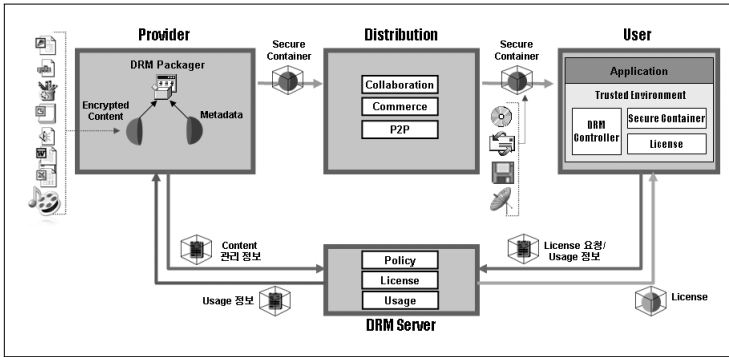 Provider
Distribution
User
DRM Packager
Encrypted
Content
Metadata
Secure
Container
Collaboration
Commerce
P2P
Secure
Container
Application
Trusted Environment
DRM
Controller
Secure Container
License
Content
관리 정보
Usage 정보
Policy
License
Usage
DRM Server
License 요청/
Usage 정보
License